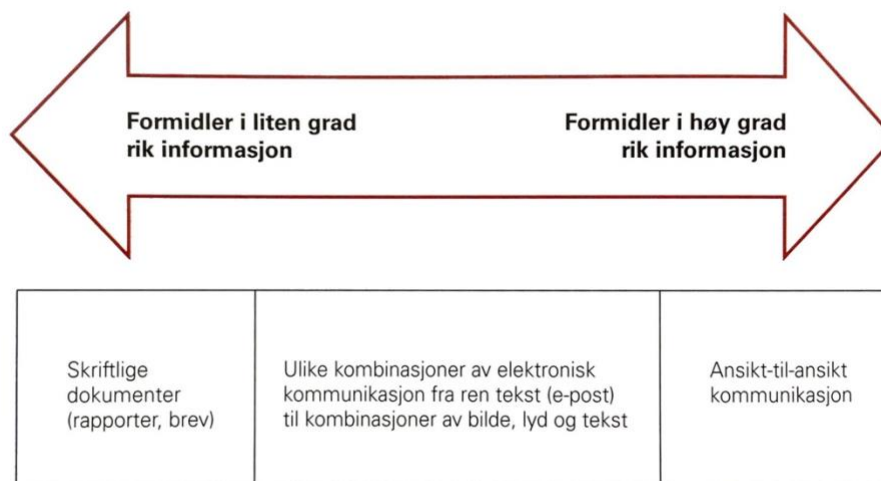 Formidler i liten grad
rik informasjon
Formidler i høy grad
rik informasjon
Skriftlige
dokumenter
(rapporter, brev)
Ulike kombinasjoner av elektronisk
kommunikasjon fra ren tekst (e-post)
til kombinasjoner av bilde, lyd og tekst
Ansikt-til-ansikt
kommunikasjon